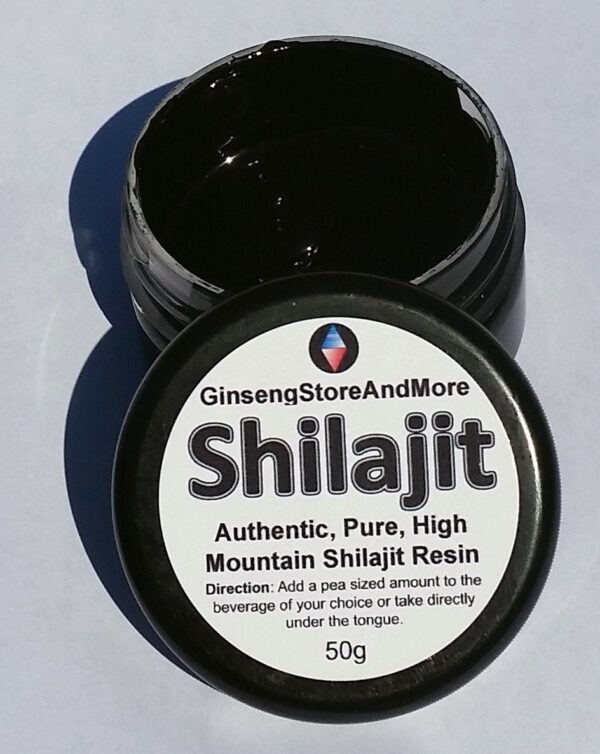 GinsengStoreAndMore
Shilajit
Authentic, Pure, High
Mountain Shilajit Resin
Direction: Add a pea sized amount to the
beverage of your choice or take directly
under the tongue.
50g